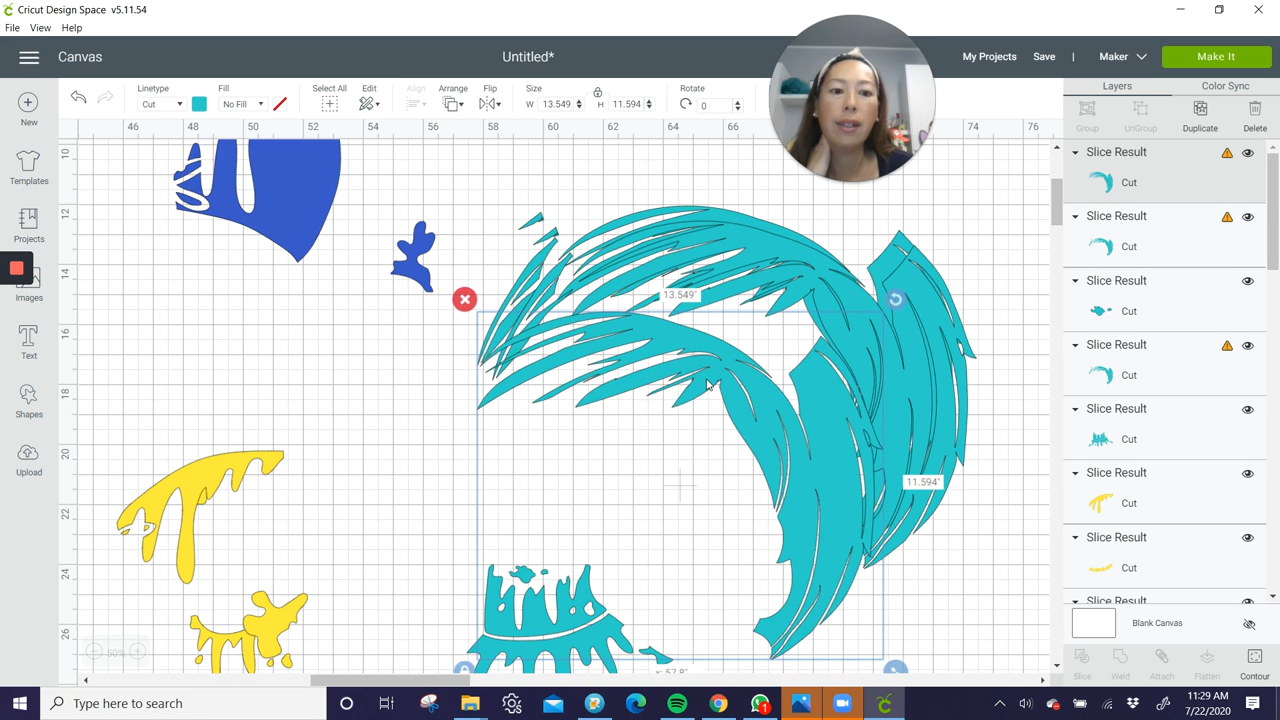 Cricut Design Space v5.11.54
File View Help
Canvas
Untitled*
My Projects Save | Maker Make It
New
Templates
Projects
Images
Text
Shapes
Upload
Linetype
Cut
Fill
No Fill
Select All
Edit
Align
Arrange
Flip
Size
W 13.549
H 11.594
Rotate
0
46 48 50 52 54 56 58 60 62 64 66 74 76
10
12
14
16
18
20
22
24
26
13.549"
11.594"
x: 57.8
50%
Layers Color Sync
Group UnGroup Duplicate Delete
Slice Result
Cut
Slice Result
Cut
Slice Result
Cut
Slice Result
Cut
Slice Result
Cut
Slice Result
Cut
Slice Result
Cut
Slice Result
Blank Canvas
Slice Weld Attach Flatten Contour
Type here to search
1
11:29 AM
7/22/2020